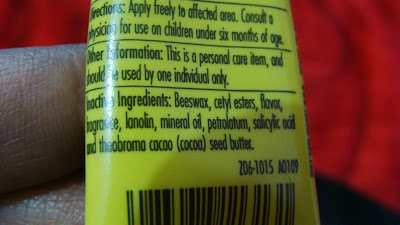 Directions: Apply freely to affected area. Consult a
physician for use on children under six months of age.
Other Information: This is a personal care item, and
should be used by one individual only.
Inactive Ingredients: Beeswax, cetyl esters, flavor,
fragrance, lanolin, mineral oil, petrolatum, salicylic acid
and theobroma cacao (cocoa) seed butter.
Z06-1015 A0109